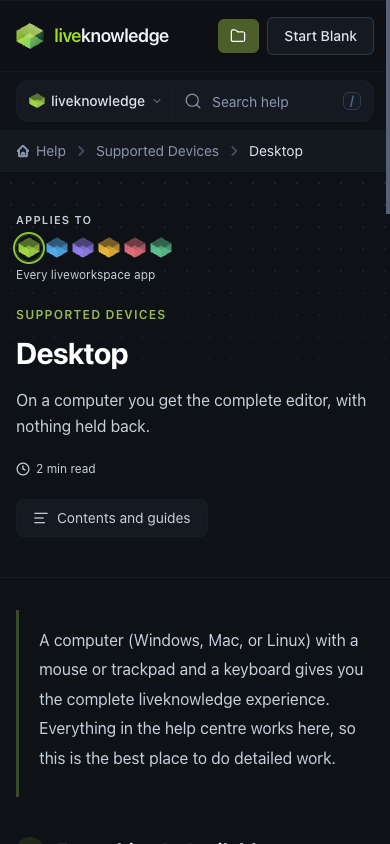 liveknowledge
Start Blank
liveknowledge
Search help
/
Help
Supported Devices
Desktop
APPLIES TO
Every liveworkspace app
SUPPORTED DEVICES
Desktop
On a computer you get the complete editor, with
nothing held back.
2 min read
Contents and guides
A computer (Windows, Mac, or Linux) with a
mouse or trackpad and a keyboard gives you
the complete liveknowledge experience.
Everything in the help centre works here, so
this is the best place to do detailed work.